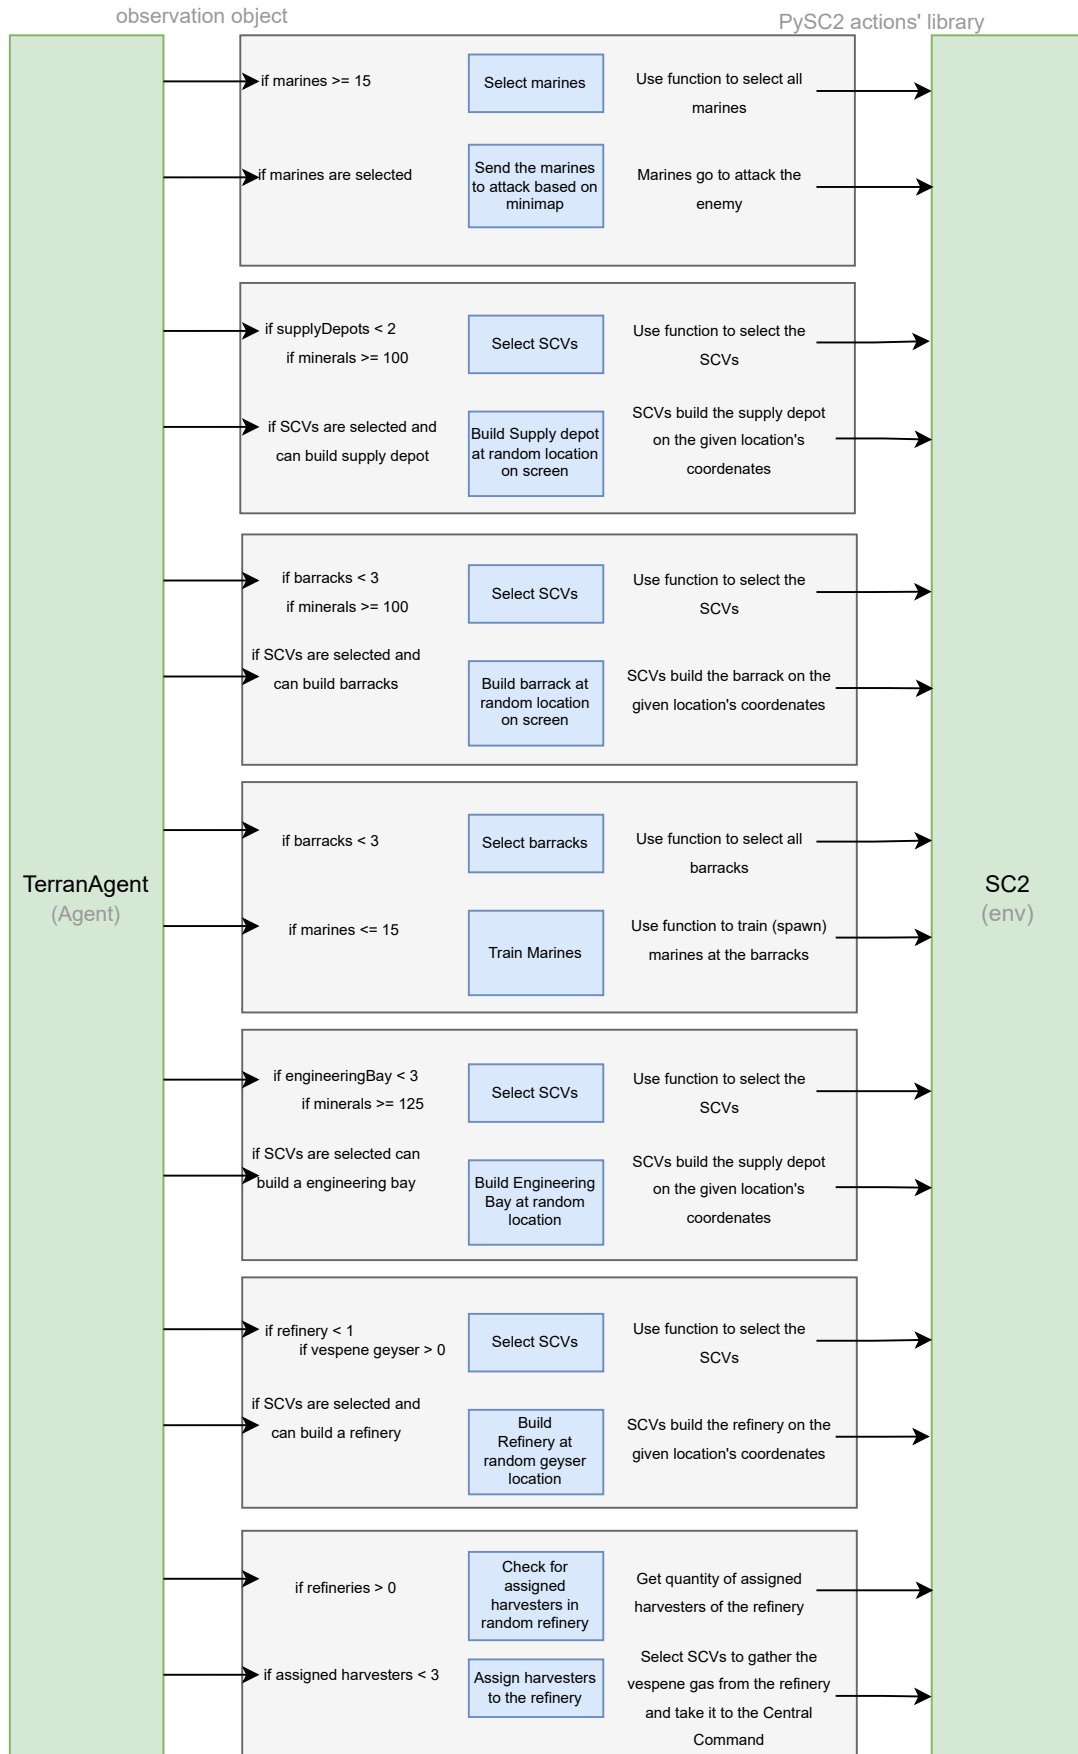 observation object
PySC2 actions' library
if marines >= 15
Select marines
Use function to select all
marines
if marines are selected
Send the marines
to attack based on
minimap
Marines go to attack the
enemy
if supplyDepots < 2
if minerals >= 100
Select SCVs
Use function to select the
SCVs
if SCVs are selected and
can build supply depot
Build Supply depot
at random location
on screen
SCVs build the supply depot
on the given location's
coordenates
if barracks < 3
if minerals >= 100
Select SCVs
Use function to select the
SCVs
if SCVs are selected and
can build barracks
Build barrack at
random location
on screen
SCVs build the barrack on the
given location's coordenates
TerranAgent
(Agent)
if barracks < 3
Select barracks
Use function to select all
barracks
if marines <= 15
Train Marines
Use function to train (spawn)
marines at the barracks
SC2
(env)
if engineeringBay < 3
if minerals >= 125
Select SCVs
Use function to select the
SCVs
if SCVs are selected can
build a engineering bay
Build Engineering
Bay at random
location
SCVs build the supply depot
on the given location's
coordenates
if refinery < 1
if vespene geyser > 0
Select SCVs
Use function to select the
SCVs
if SCVs are selected and
can build a refinery
Build
Refinery at
random geyser
location
SCVs build the refinery on the
given location's coordenates
if refineries > 0
Check for
assigned
harvesters in
random refinery
Get quantity of assigned
harvesters of the refinery
if assigned harvesters < 3
Assign harvesters
to the refinery
Select SCVs to gather the
vespene gas from the refinery
and take it to the Central
Command